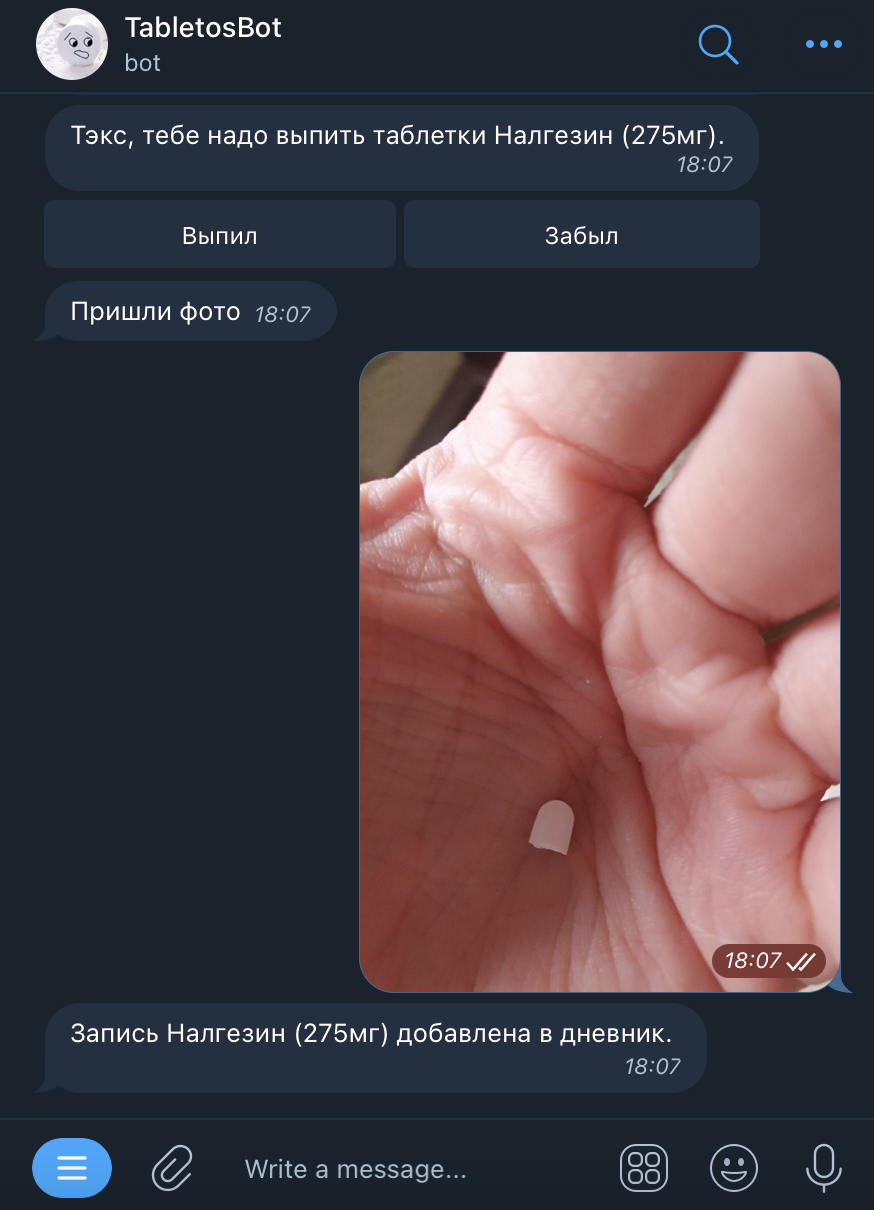 TabletosBot
bot
Тэкс, тебе надо выпить таблетки Налгезин (275мг).
18:07
Выпил
Забыл
Пришли фото 18:07
18:07
Запись Налгезин (275мг) добавлена в дневник.
18:07
Write a message...